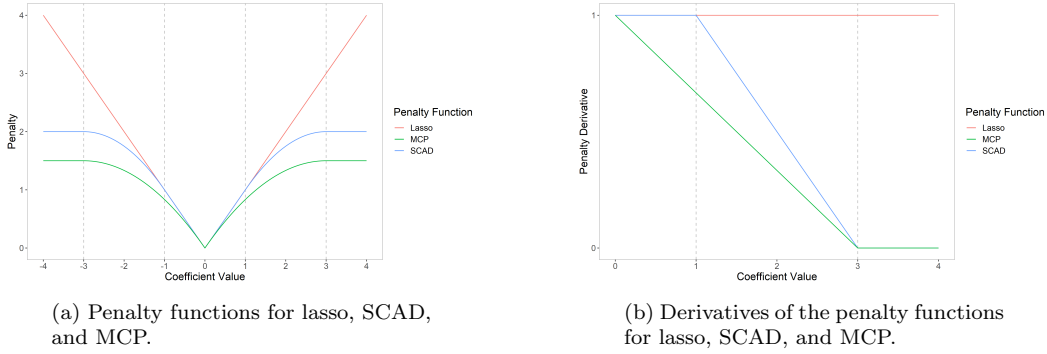 4
3
2
1
0
Penalty
-4 -3 -2 -1 0 1 2 3 4
Coefficient Value
Penalty Function
Lasso
MCP
SCAD
(a) Penalty functions for lasso, SCAD,
and MCP.
1
0
Penalty Derivative
0 1 2 3 4
Coefficient Value
Penalty Function
Lasso
MCP
SCAD
(b) Derivatives of the penalty functions
for lasso, SCAD, and MCP.